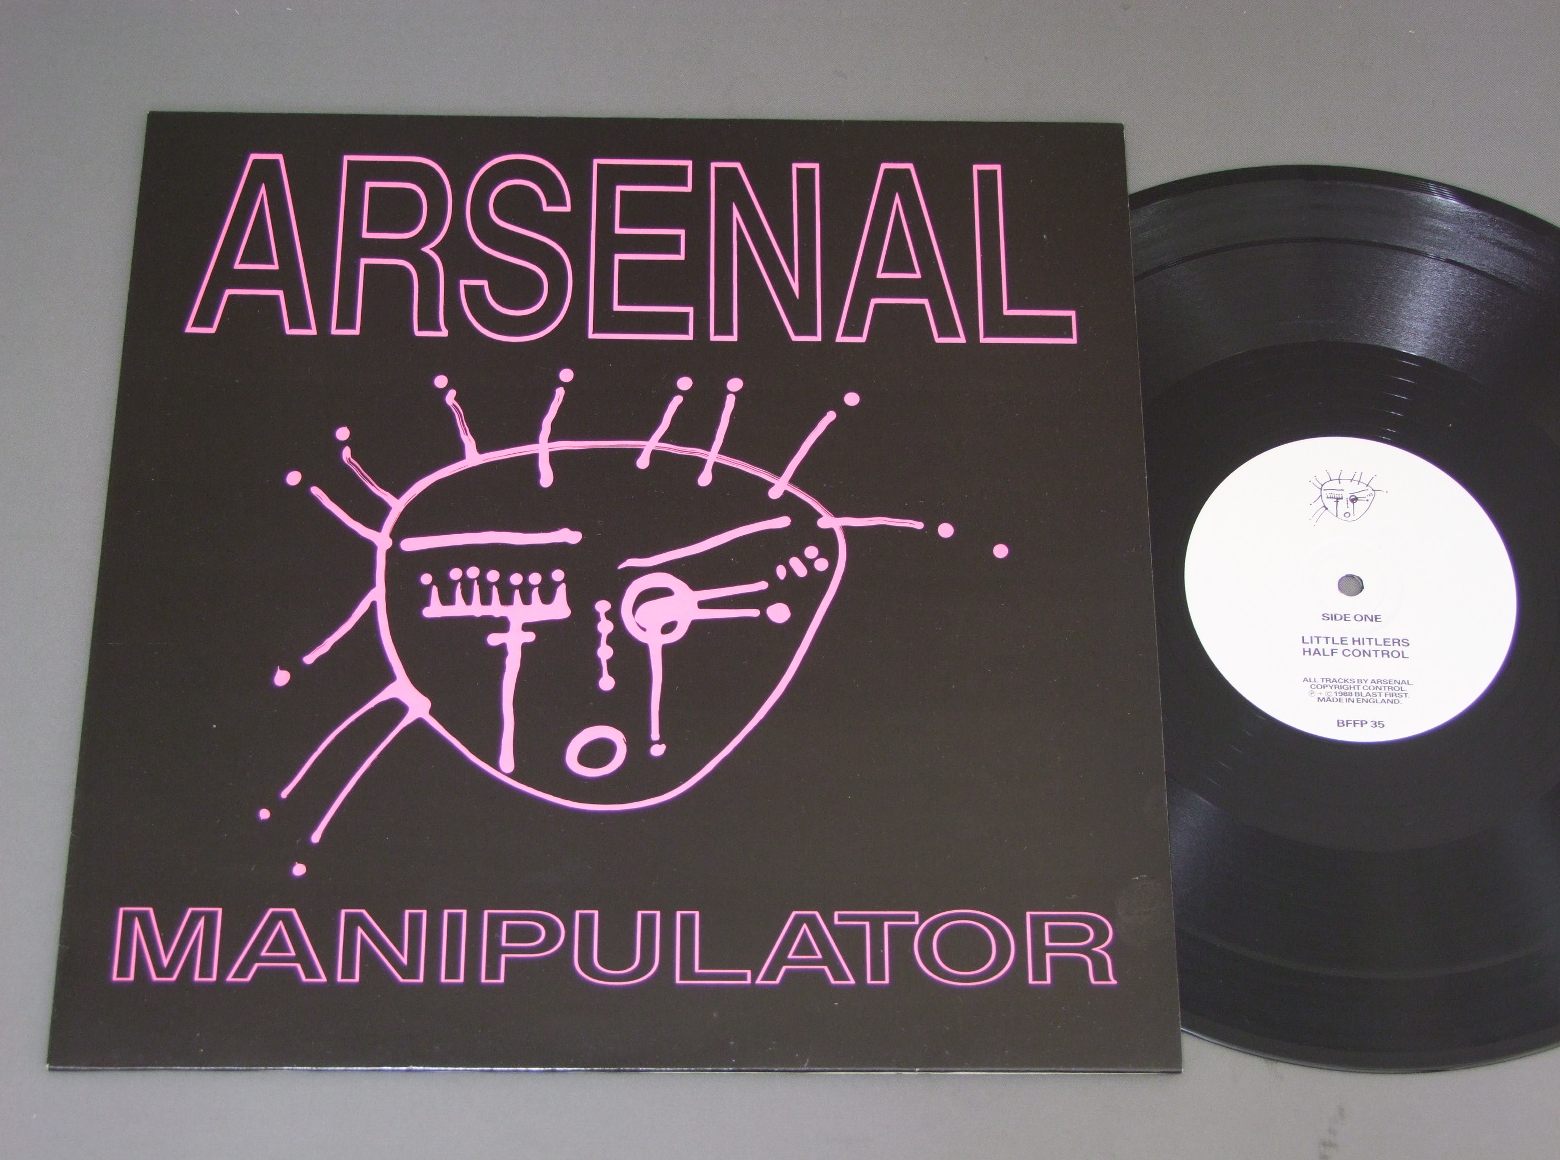 ARSENAL
MANIPULATOR
SIDE ONE
LITTLE HITLERS
HALF CONTROL
ALL TRACKS BY ARSENAL.
COPYRIGHT CONTROL.
℗ + © 1988 BLAST FIRST.
MADE IN ENGLAND.
BFFP 35